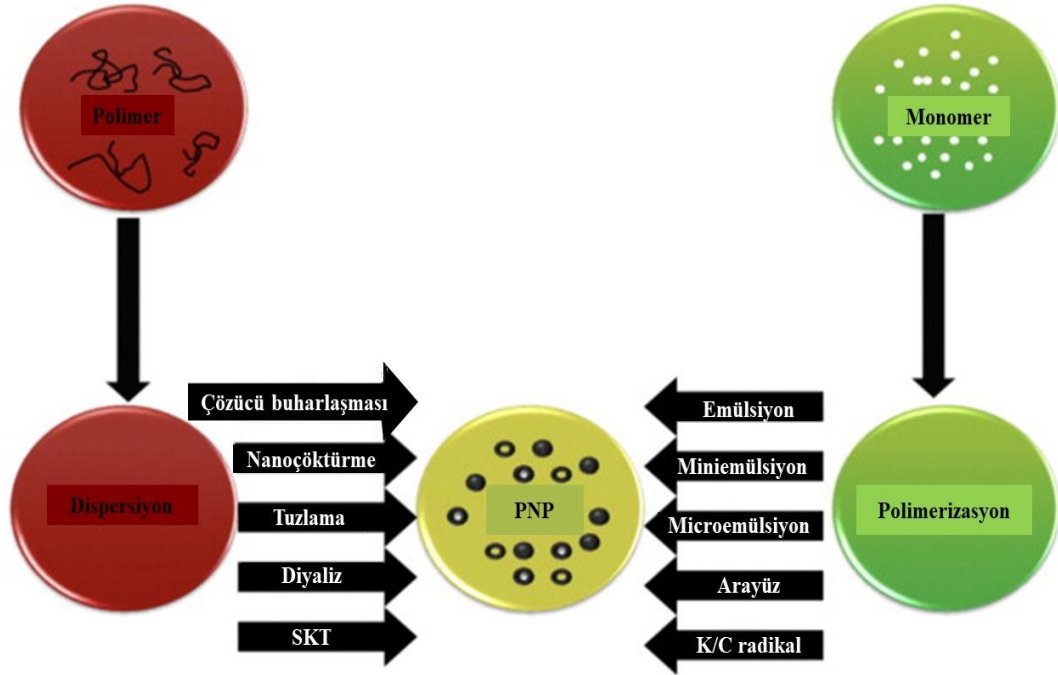 Polimer
Monomer
Çözücü buharlaşması
Emülsiyon
Nanoçöktürme
Miniemülsiyon
Dispersiyon
Tuzlama
PNP
Microemülsiyon
Polimerizasyon
Diyaliz
Arayüz
SKT
K/C radikal